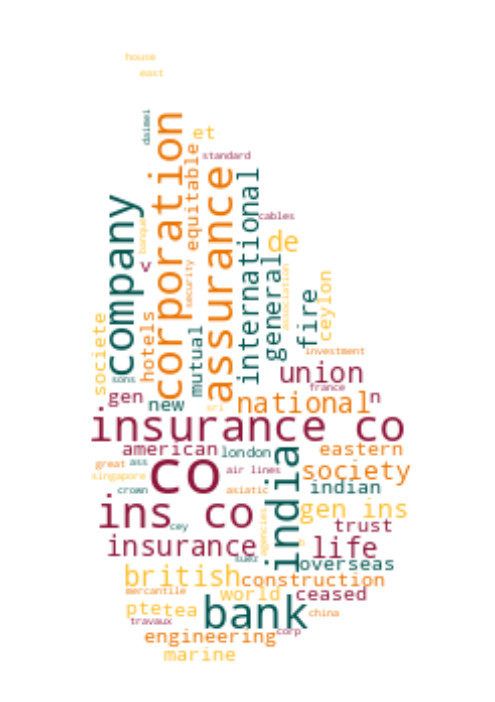 house
east
daimei
corporation
et
standard
equitable
assurance
international
company
cables
banque
v
de
general
security
association
fire
ceylon
societe
hotels
mutual
investment
sons
france
gen
new
sri
union
national
n
insurance co
american
london
eastern
great
ass
co
air lines
india
society
singapore
crown
asiatic
indian
ins co
cey
agencies
gen ins
trust
insurance
suez
life
overseas
british
construction
mercantile
world
ceased
pte
tea
bank
china
travaux
corp
engineering
marine